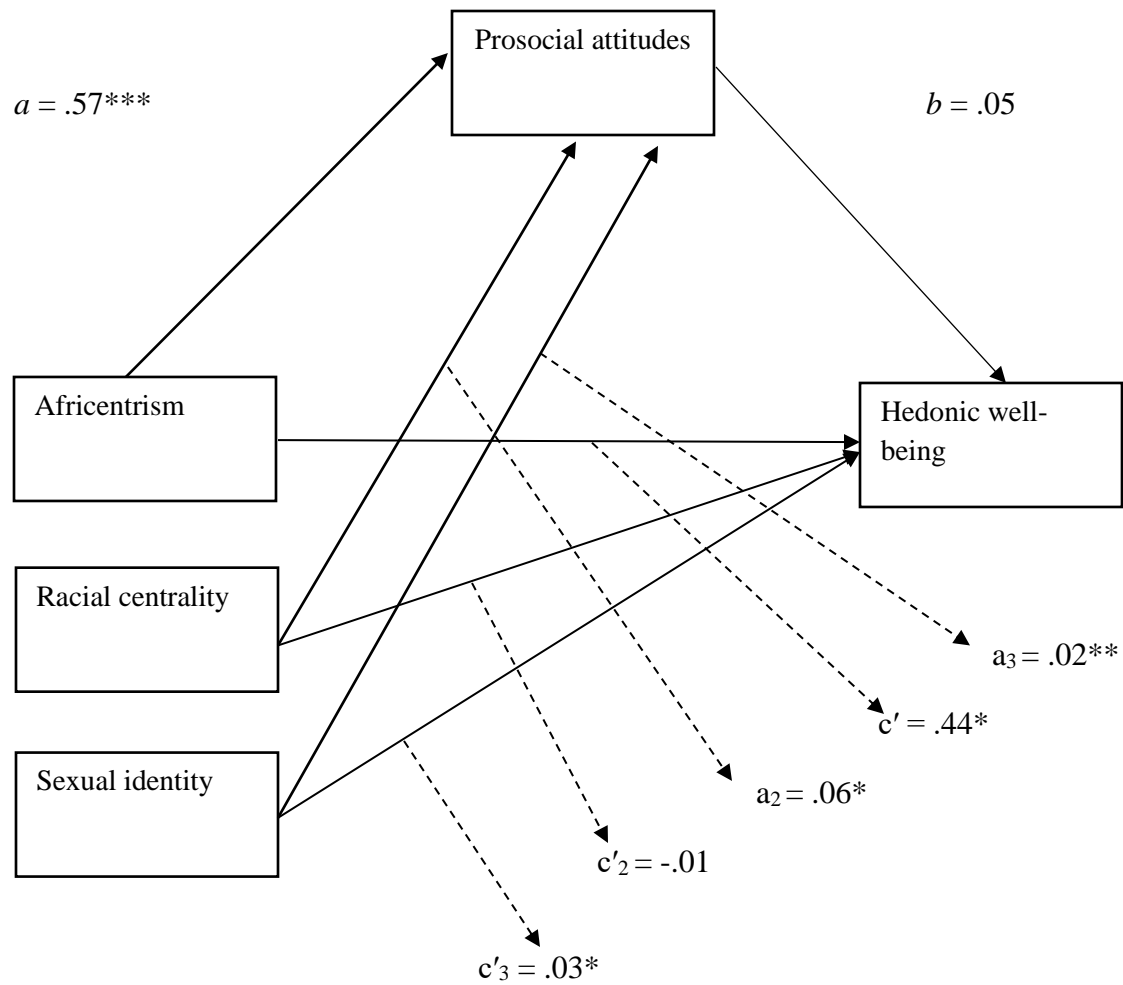 Prosocial attitudes
a = .57***
b = .05
Africentrism
Hedonic well-
being
Racial centrality
a₃ = .02**
c′ = .44*
Sexual identity
a₂ = .06*
c′₂ = -.01
c′₃ = .03*